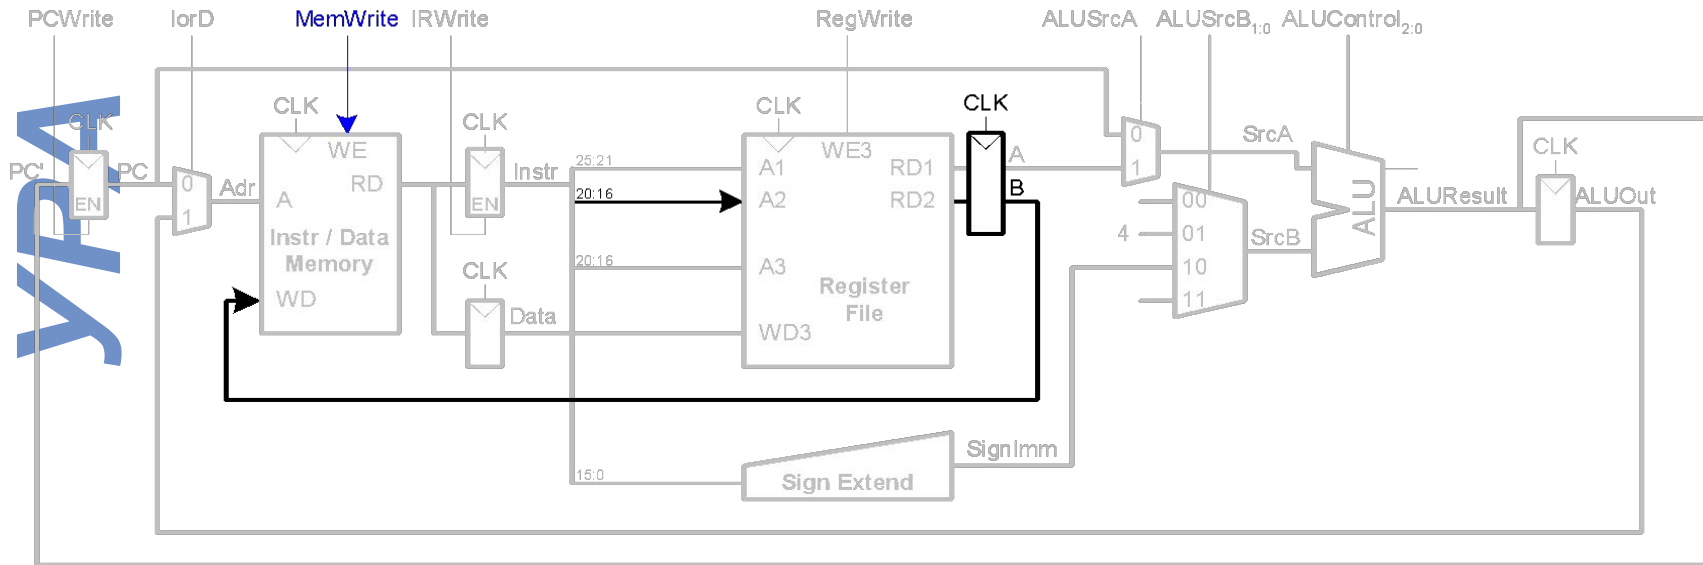 PCWrite IorD MemWrite IRWrite RegWrite ALUSrcA ALUSrcB1:0 ALUControl2:0
CLK CLK CLK CLK CLK CLK
PC' PC EN
0
1
Adr
WE
RD
A
Instr / Data
Memory
WD
EN
Instr
CLK
Data
25:21
20:16
20:16
15:0
A1
A2
A3
WD3
WE3
RD1
RD2
Register
File
A
B
Sign Extend
SignImm
0
1
SrcA
00
4 01
10
11
SrcB
ALU
ALUResult
ALUOut
CLK